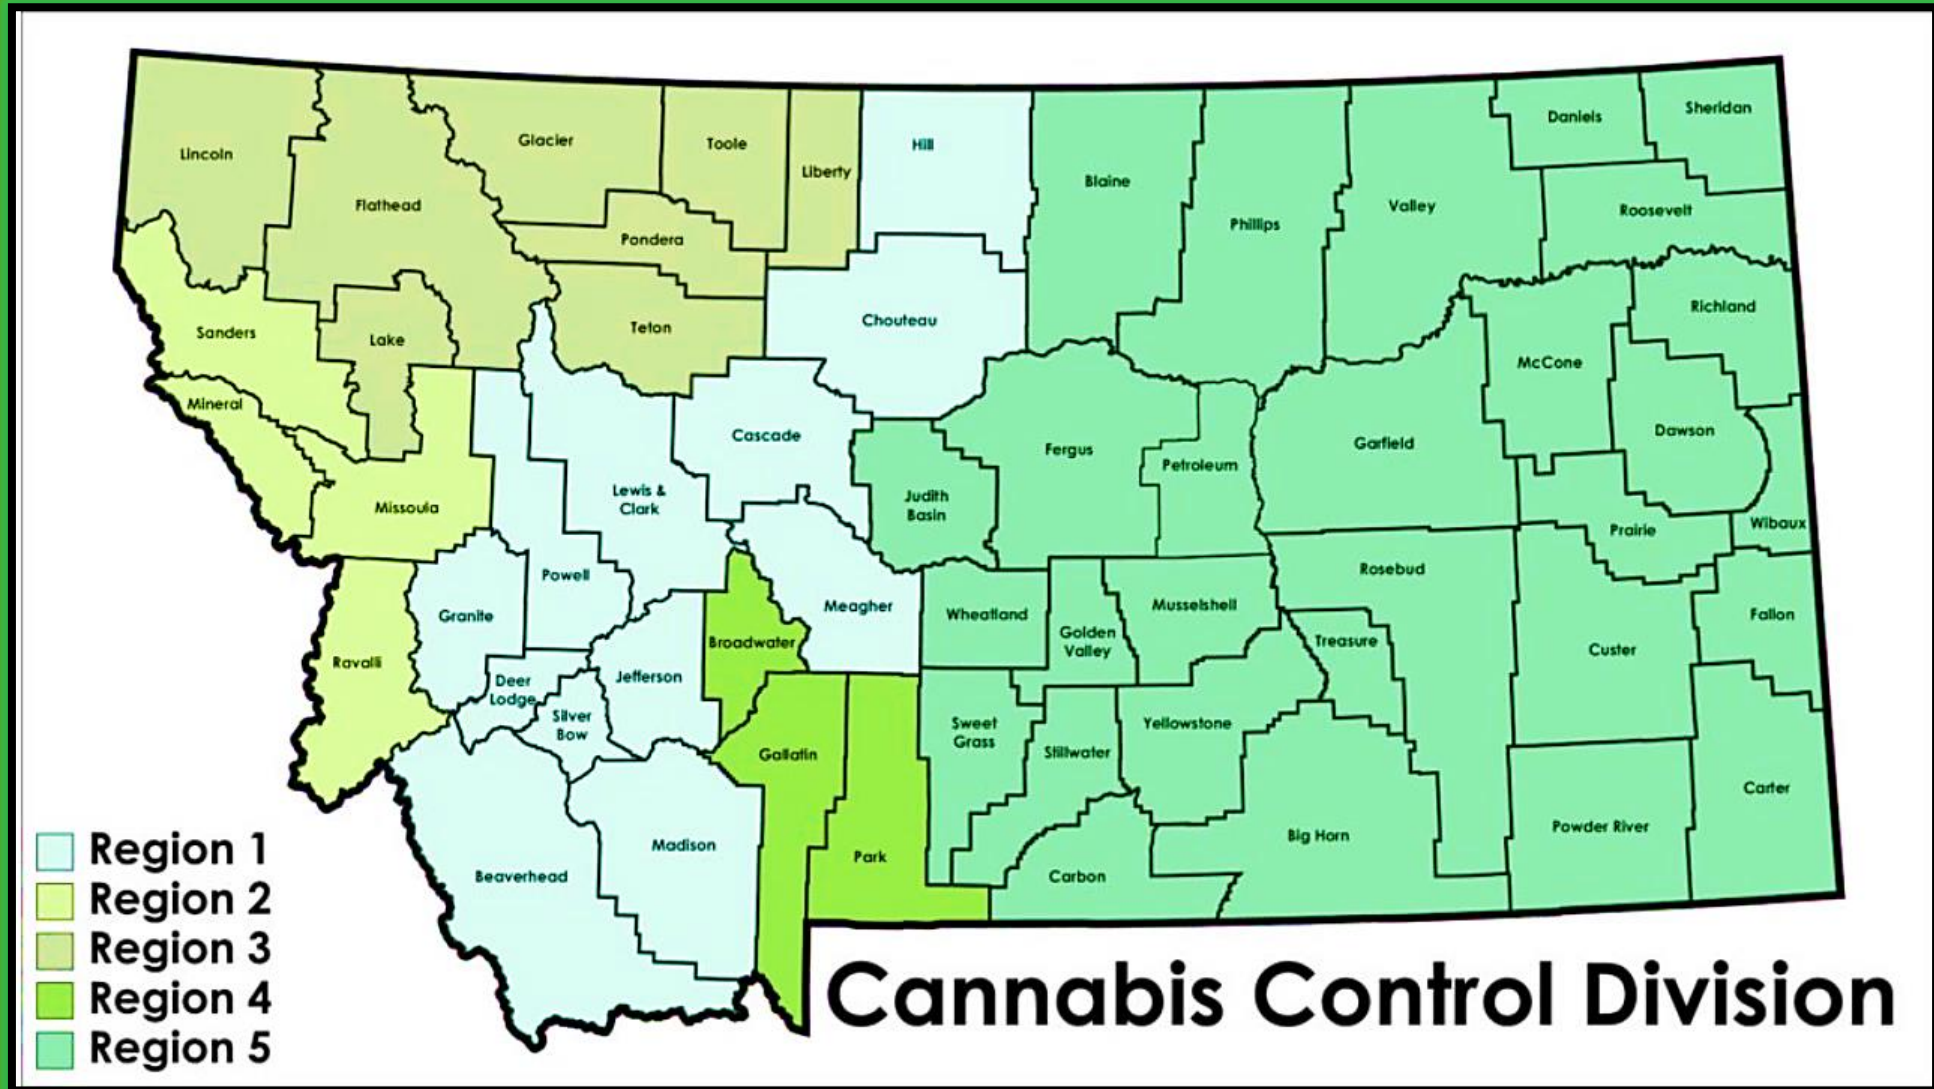 Lincoln
Flathead
Glacier
Toole
Liberty
Hill
Blaine
Phillips
Valley
Daniels
Sheridan
Roosevelt
Pondera
Teton
Chouteau
Richland
Sanders
Lake
McCone
Mineral
Cascade
Fergus
Petroleum
Garfield
Dawson
Missoula
Lewis &
Clark
Judith
Basin
Prairie
Wibaux
Powell
Granite
Meagher
Wheatland
Golden
Valley
Musselshell
Rosebud
Treasure
Custer
Fallon
Ravalli
Deer
Lodge
Silver
Bow
Jefferson
Broadwater
Gallatin
Sweet
Grass
Stillwater
Yellowstone
Carter
Beaverhead
Madison
Park
Carbon
Big Horn
Powder River
Region 1
Region 2
Region 3
Region 4
Region 5
Cannabis Control Division